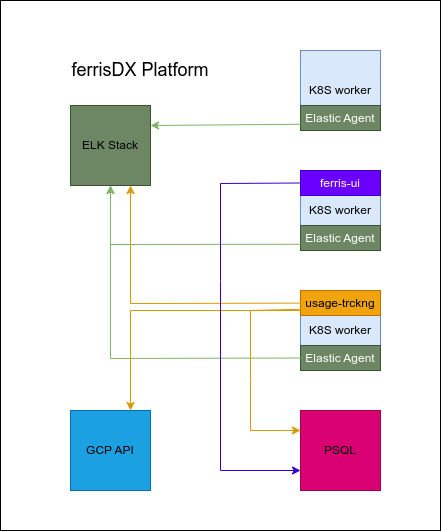 ferrisDX Platform
K8S worker
Elastic Agent
ELK Stack
ferris-ui
K8S worker
Elastic Agent
usage-trckng
K8S worker
Elastic Agent
GCP API
PSQL